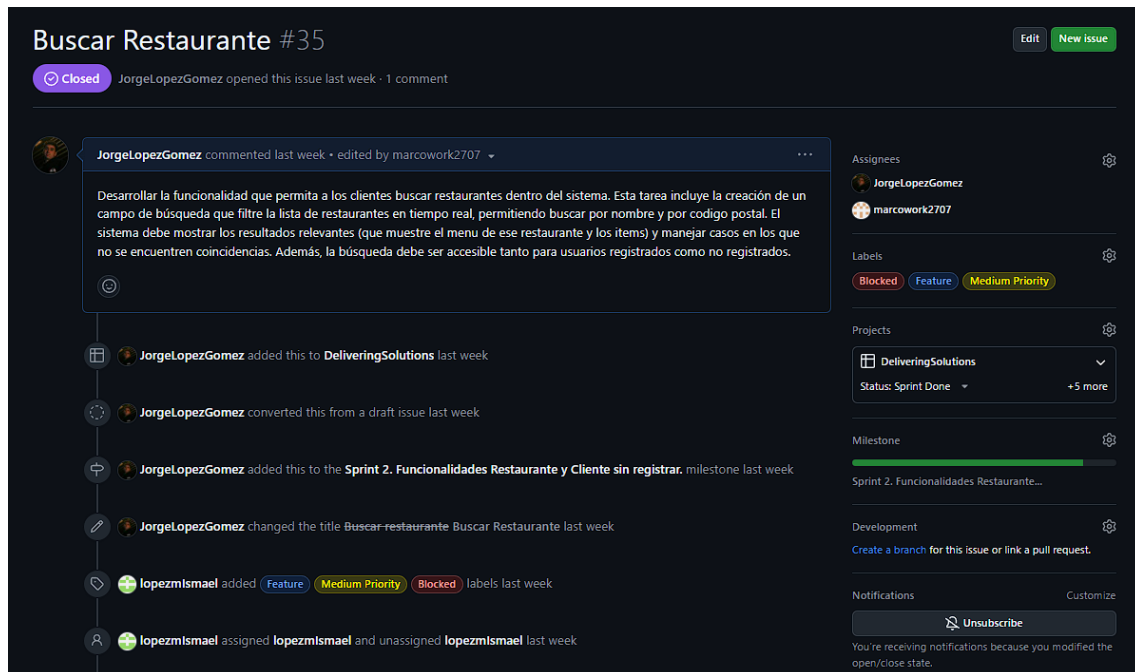 Buscar Restaurante #35
Edit
New issue
Closed
JorgeLopezGomez opened this issue last week · 1 comment
JorgeLopezGomez commented last week • edited by marcowork2707
Desarrollar la funcionalidad que permita a los clientes buscar restaurantes dentro del sistema. Esta tarea incluye la creación de un
campo de búsqueda que filtre la lista de restaurantes en tiempo real, permitiendo buscar por nombre y por codigo postal. El
sistema debe mostrar los resultados relevantes (que muestre el menu de ese restaurante y los items) y manejar casos en los que
no se encuentren coincidencias. Además, la búsqueda debe ser accesible tanto para usuarios registrados como no registrados.
JorgeLopezGomez added this to DeliveringSolutions last week
JorgeLopezGomez converted this from a draft issue last week
JorgeLopezGomez added this to the Sprint 2. Funcionalidades Restaurante y Cliente sin registrar. milestone last week
JorgeLopezGomez changed the title Buscar restaurante Buscar Restaurante last week
lopezmIsmael added Feature Medium Priority Blocked labels last week
lopezmIsmael assigned lopezmIsmael and unassigned lopezmIsmael last week
Assignees
JorgeLopezGomez
marcowork2707
Labels
Blocked Feature Medium Priority
Projects
DeliveringSolutions
Status: Sprint Done
+5 more
Milestone
Sprint 2. Funcionalidades Restaurante...
Development
Create a branch for this issue or link a pull request.
Notifications
Customize
Unsubscribe
You're receiving notifications because you modified the
open/close state.